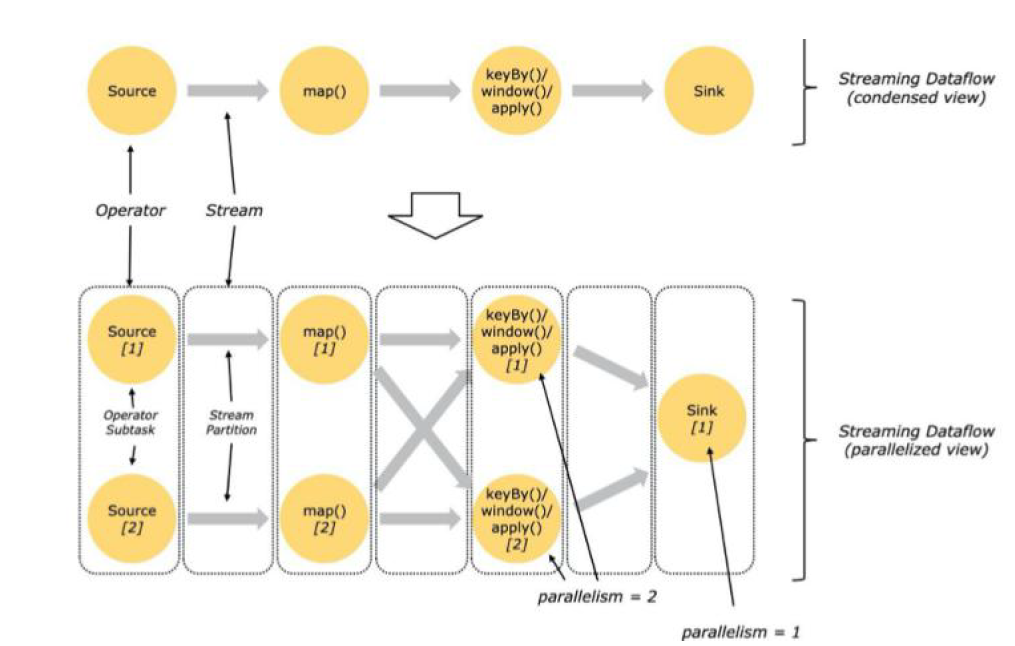 Source
map()
keyBy()/
window()/
apply()
Sink
Streaming Dataflow
(condensed view)
Operator
Stream
Source
[1]
map()
[1]
keyBy()/
window()/
apply()
[1]
Operator
Subtask
Stream
Partition
Sink
[1]
Streaming Dataflow
(parallelized view)
Source
[2]
map()
[2]
keyBy()/
window()/
apply()
[2]
parallelism = 2
parallelism = 1